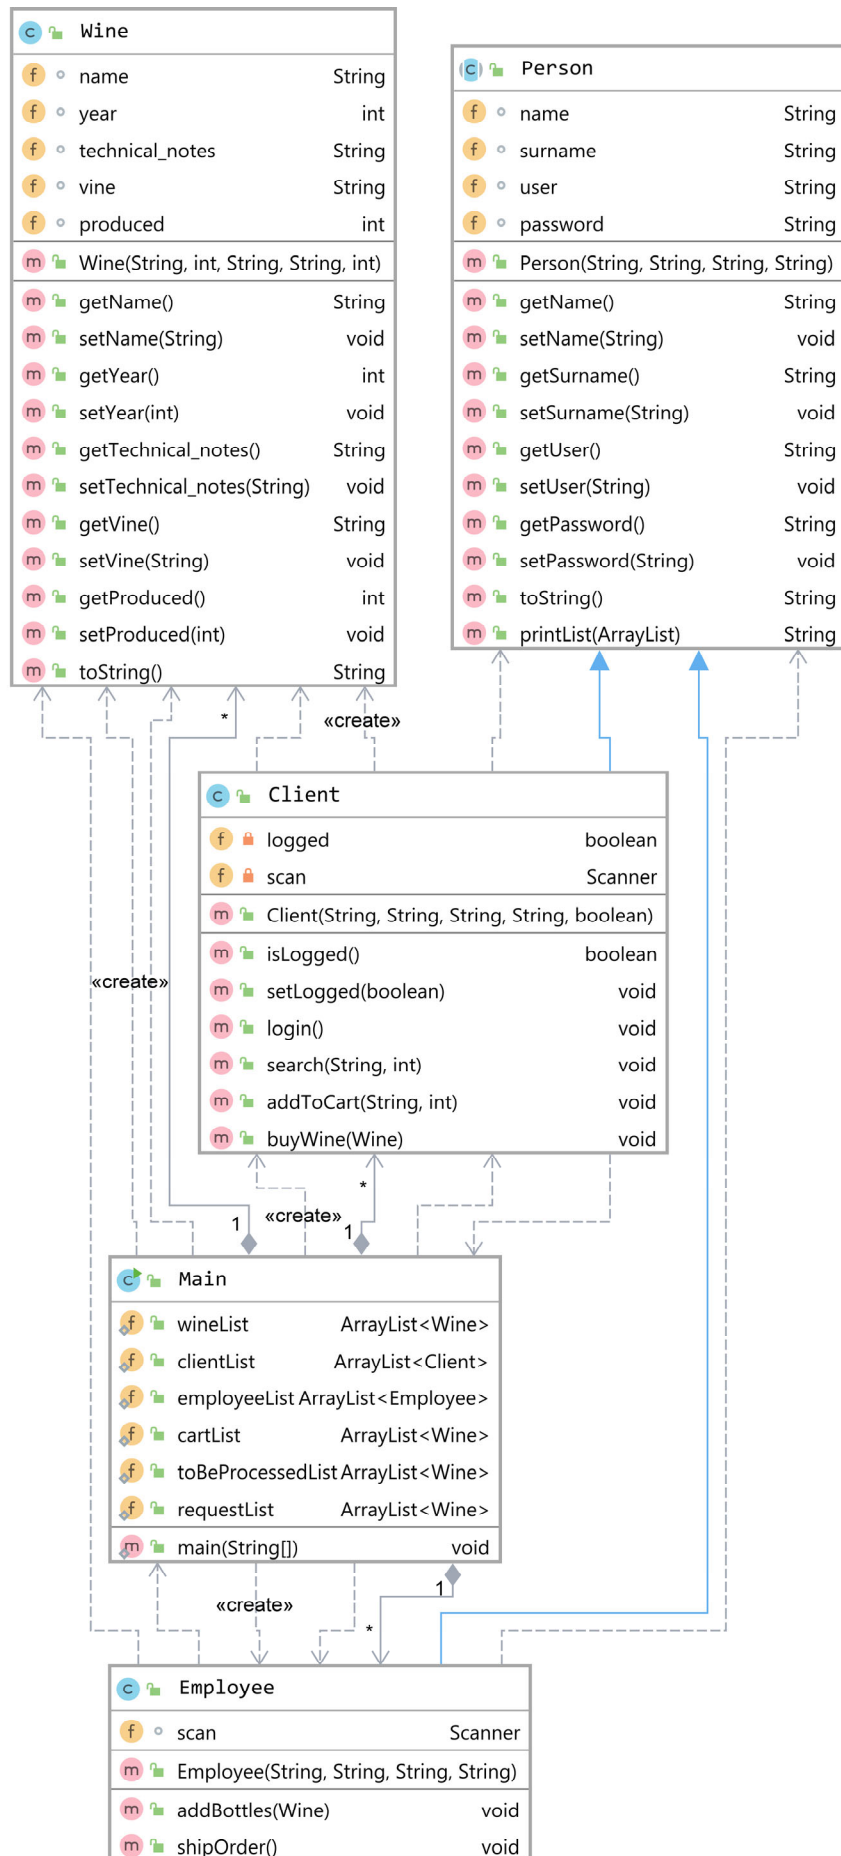 Wine
name String
year int
technical_notes String
vine String
produced int
Wine(String, int, String, String, int)
getName() String
setName(String) void
getYear() int
setYear(int) void
getTechnical_notes() String
setTechnical_notes(String) void
getVine() String
setVine(String) void
getProduced() int
setProduced(int) void
toString() String
Person
name String
surname String
user String
password String
Person(String, String, String, String)
getName() String
setName(String) void
getSurname() String
setSurname(String) void
getUser() String
setUser(String) void
getPassword() String
setPassword(String) void
toString() String
printList(ArrayList) String
*
«create»
Client
logged boolean
scan Scanner
Client(String, String, String, String, boolean)
isLogged() boolean
setLogged(boolean) void
login() void
search(String, int) void
addToCart(String, int) void
buyWine(Wine) void
«create»
*
1
«create»
1
Main
wineList ArrayList<Wine>
clientList ArrayList<Client>
employeeList ArrayList<Employee>
cartList ArrayList<Wine>
toBeProcessedList ArrayList<Wine>
requestList ArrayList<Wine>
main(String[]) void
1
«create»
*
Employee
scan Scanner
Employee(String, String, String, String)
addBottles(Wine) void
shipOrder() void